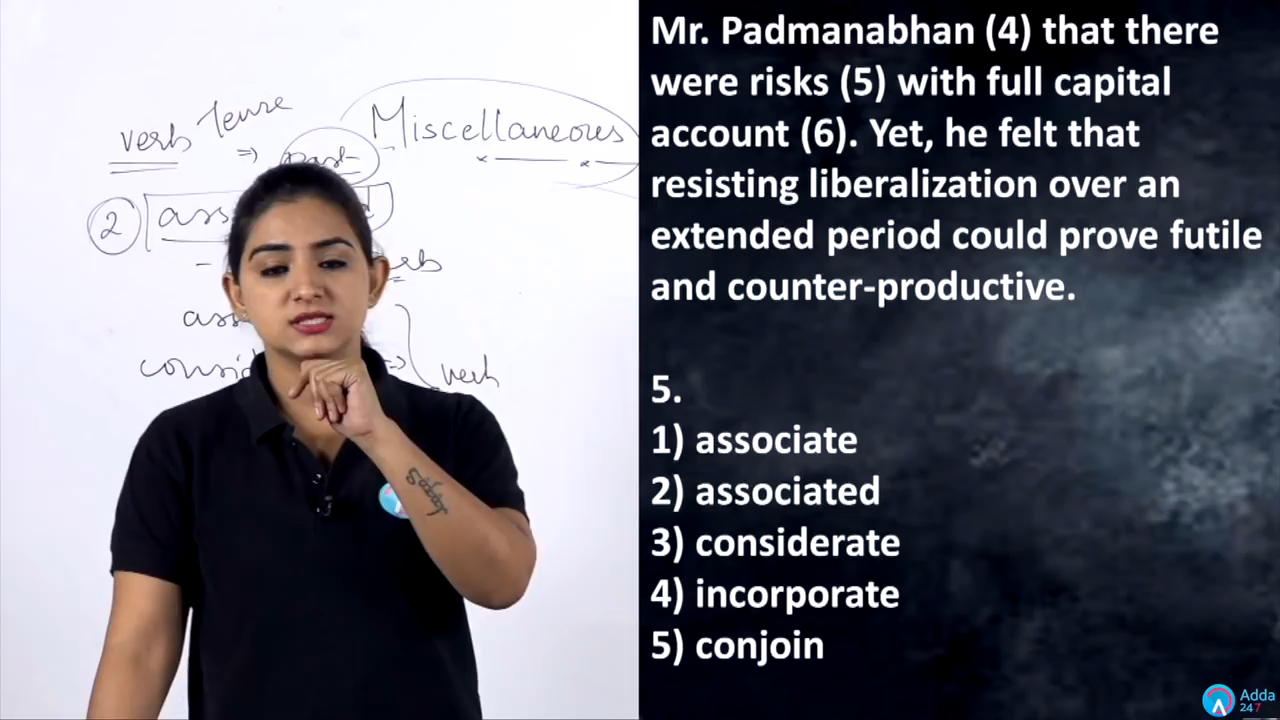 verb Tense
⇒ past
Miscellaneous
2
verb
Mr. Padmanabhan (4) that there
were risks (5) with full capital
account (6). Yet, he felt that
resisting liberalization over an
extended period could prove futile
and counter-productive.
5.
1) associate
2) associated
3) considerate
4) incorporate
5) conjoin
Adda
247